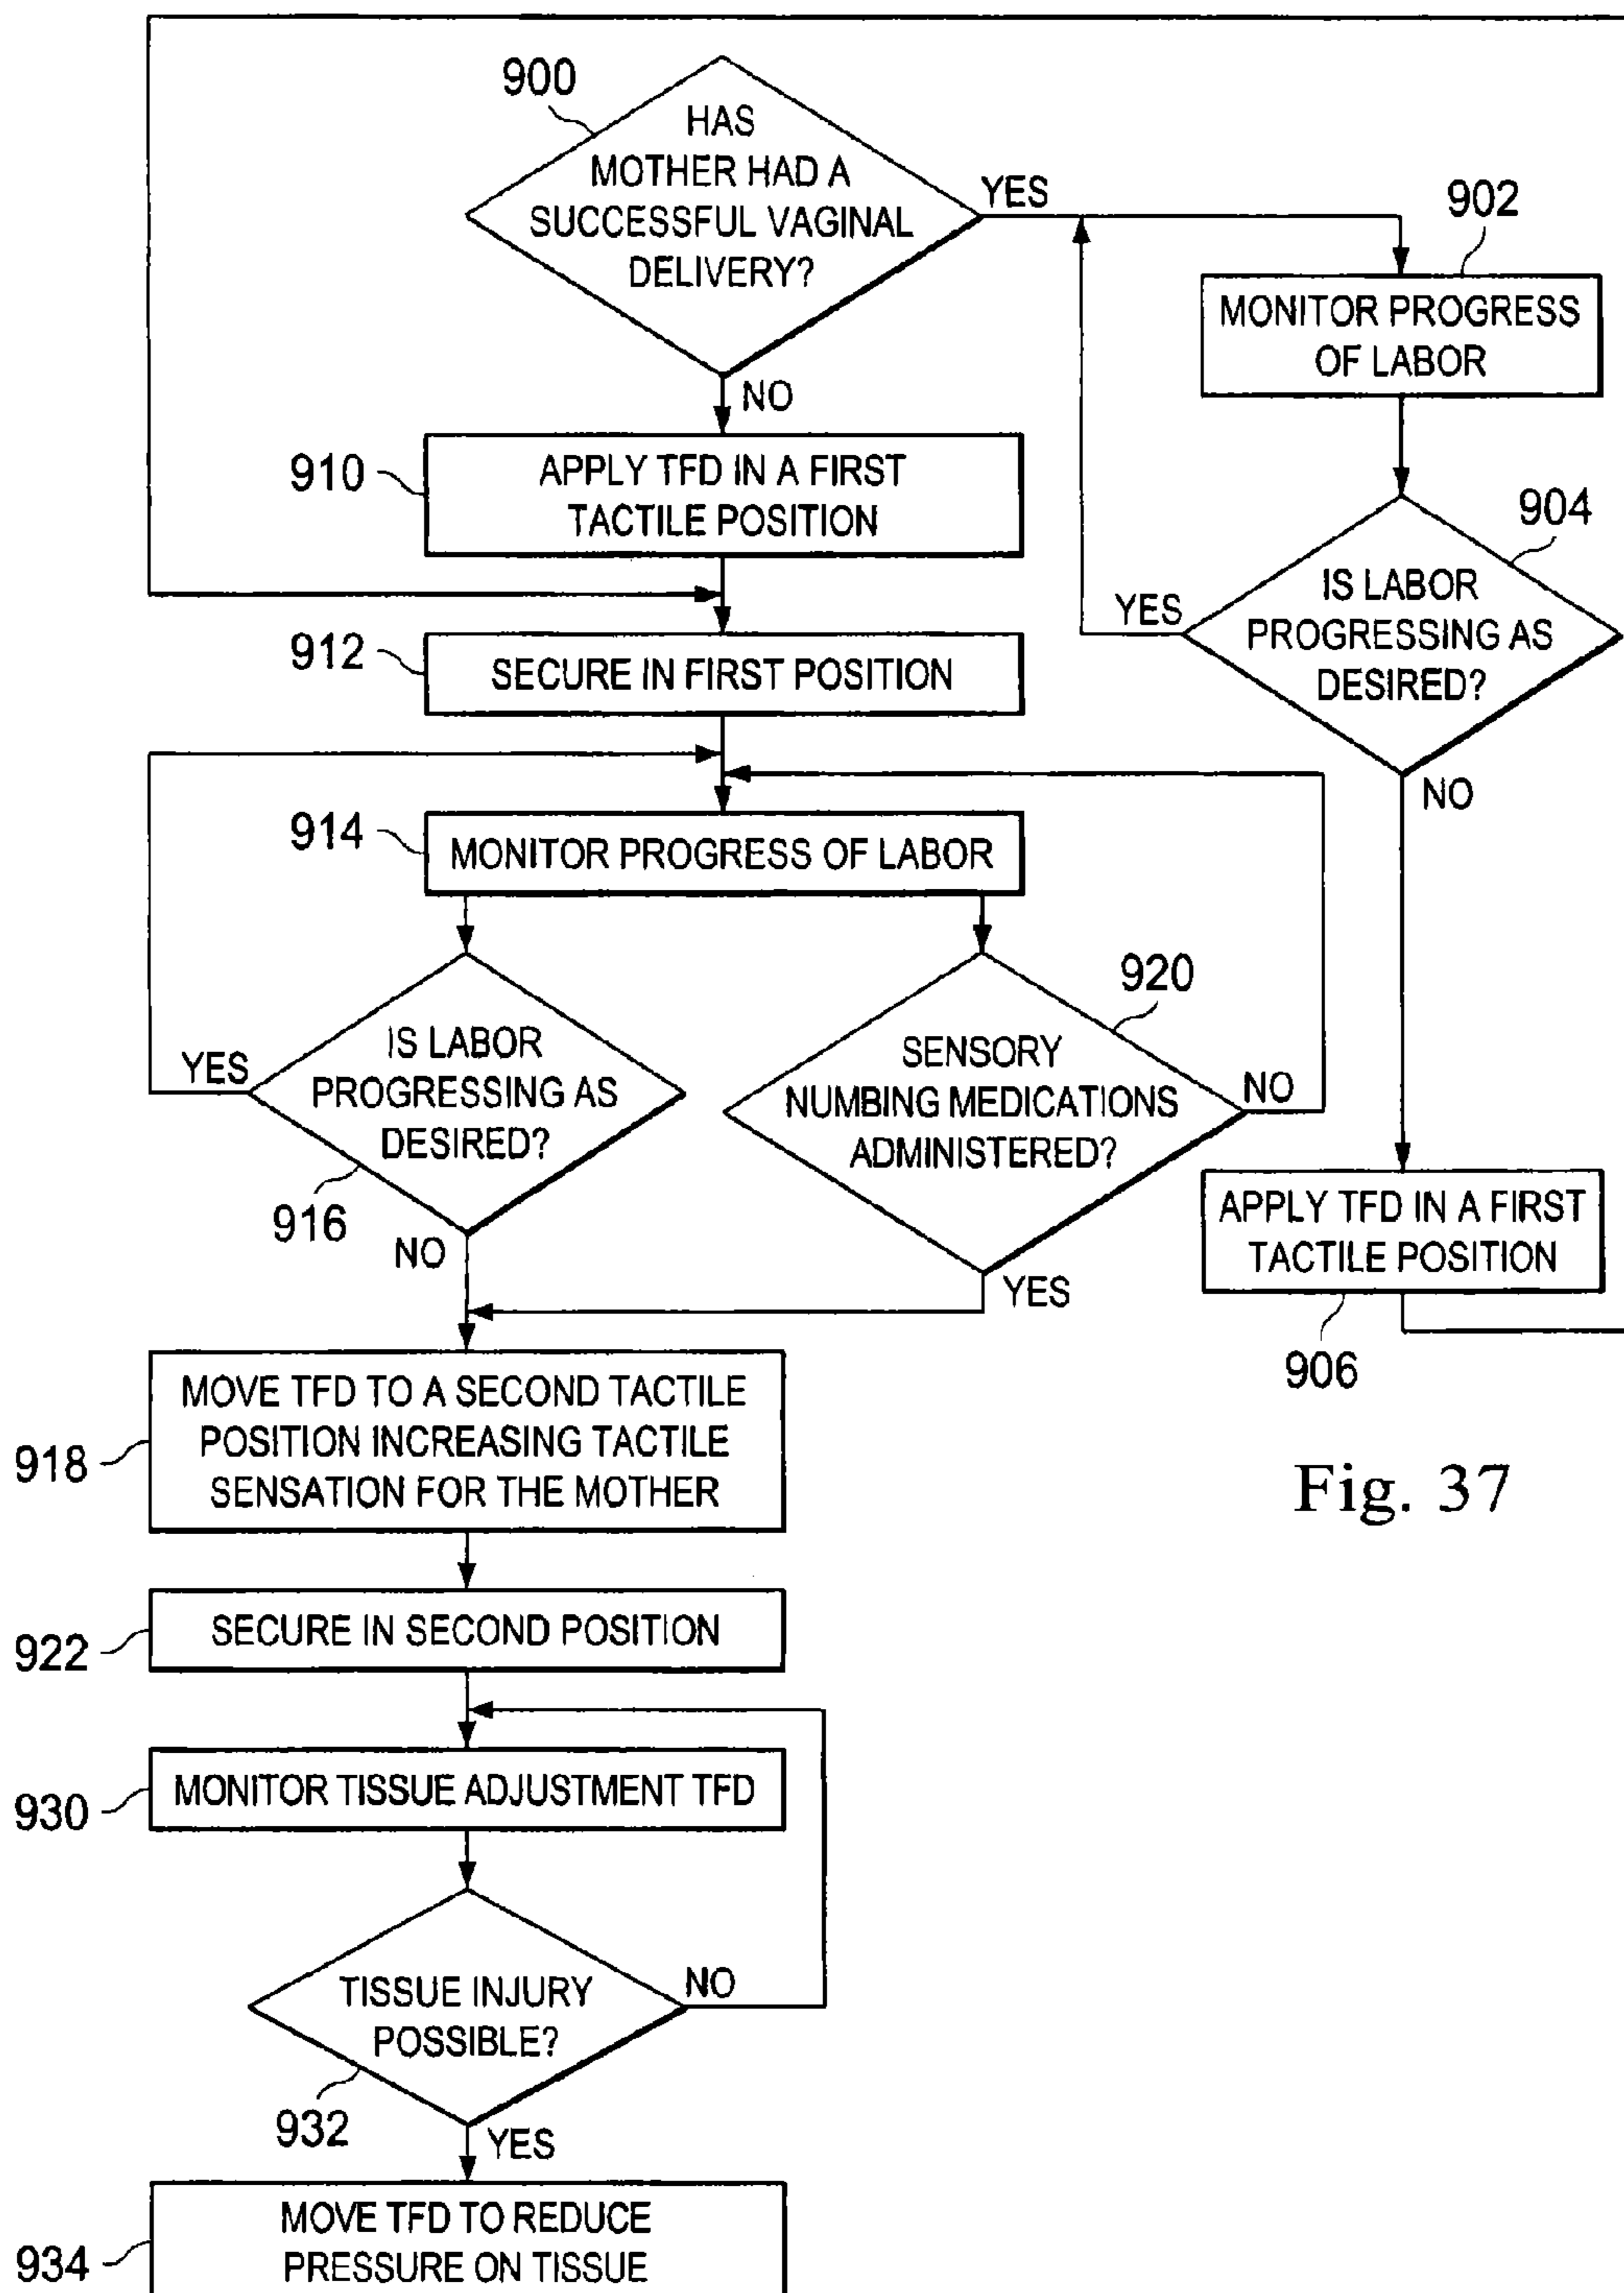 900
HAS
MOTHER HAD A
SUCCESSFUL VAGINAL
DELIVERY?
YES
NO
902
MONITOR PROGRESS
OF LABOR
904
IS LABOR
PROGRESSING AS
DESIRED?
YES
NO
906
APPLY TFD IN A FIRST
TACTILE POSITION
910
APPLY TFD IN A FIRST
TACTILE POSITION
912
SECURE IN FIRST POSITION
914
MONITOR PROGRESS OF LABOR
916
IS LABOR
PROGRESSING AS
DESIRED?
YES
NO
920
SENSORY
NUMBING MEDICATIONS
ADMINISTERED?
NO
YES
918
MOVE TFD TO A SECOND TACTILE
POSITION INCREASING TACTILE
SENSATION FOR THE MOTHER
922
SECURE IN SECOND POSITION
930
MONITOR TISSUE ADJUSTMENT TFD
932
TISSUE INJURY
POSSIBLE?
NO
YES
934
MOVE TFD TO REDUCE
PRESSURE ON TISSUE
Fig. 37